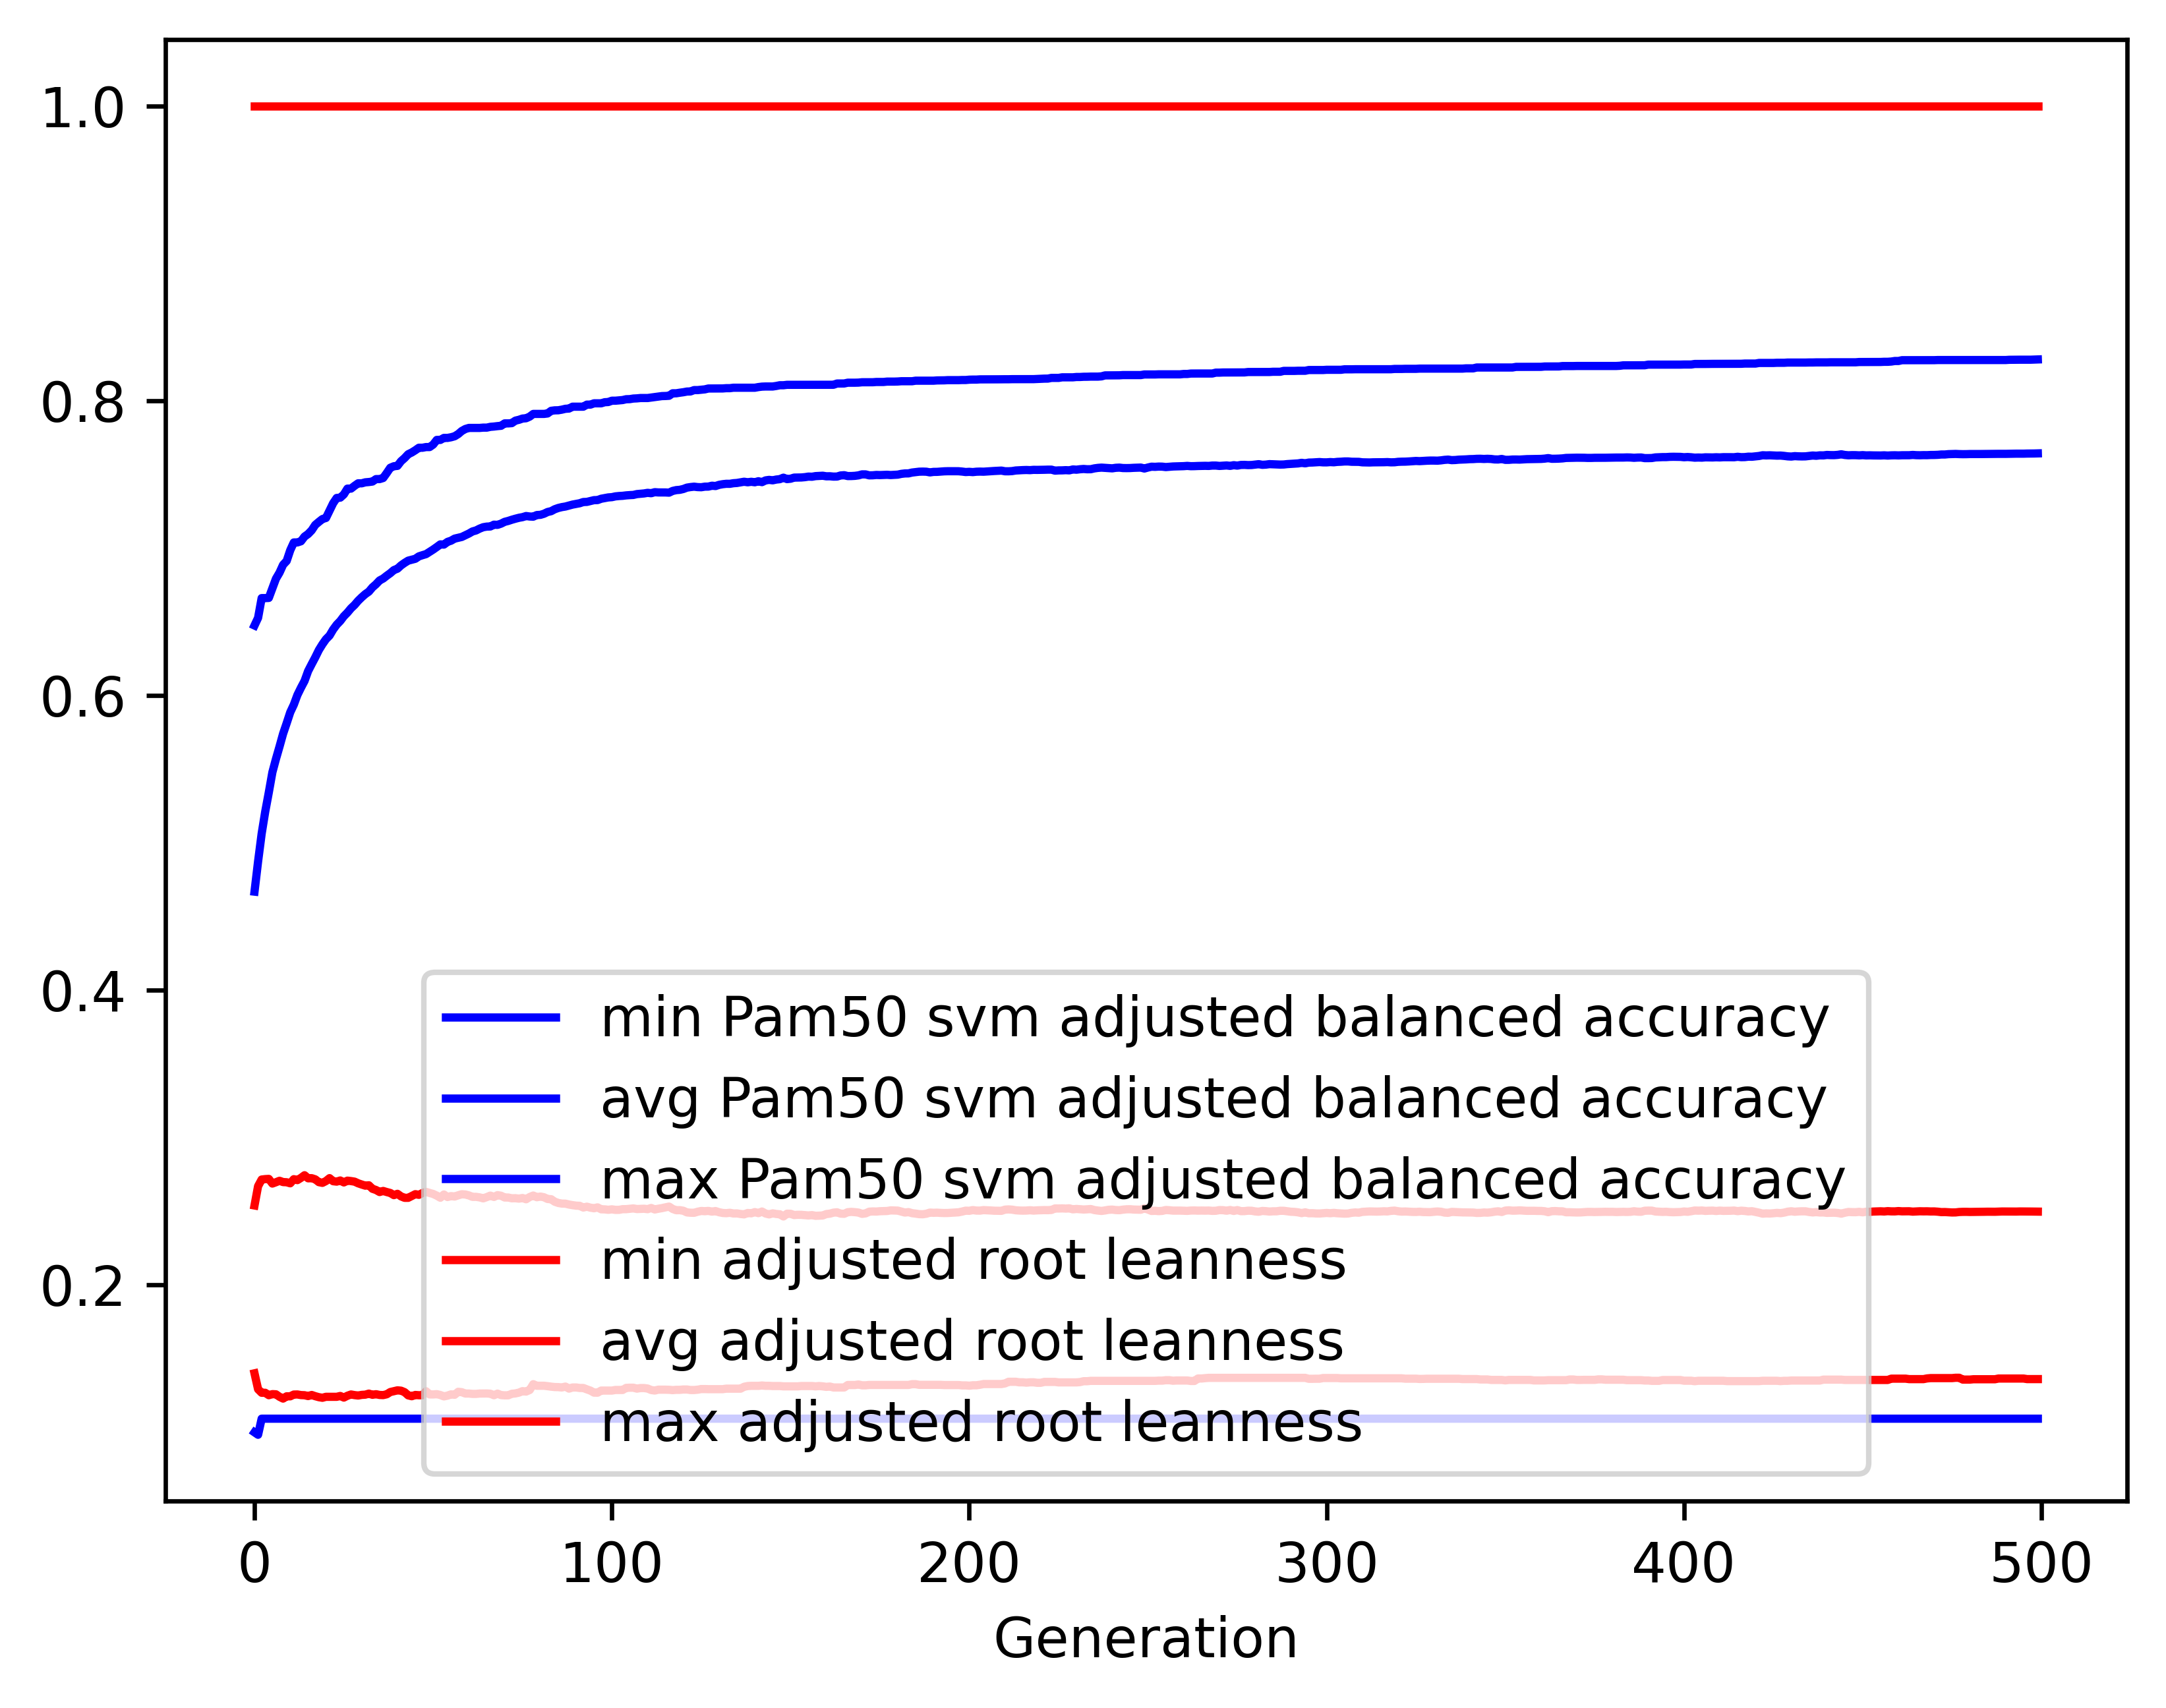 1.0
0.8
0.6
0.4
0.2
min Pam50 svm adjusted balanced accuracy
avg Pam50 svm adjusted balanced accuracy
max Pam50 svm adjusted balanced accuracy
min adjusted root leanness
avg adjusted root leanness
max adjusted root leanness
0 100 200 300 400 500
Generation